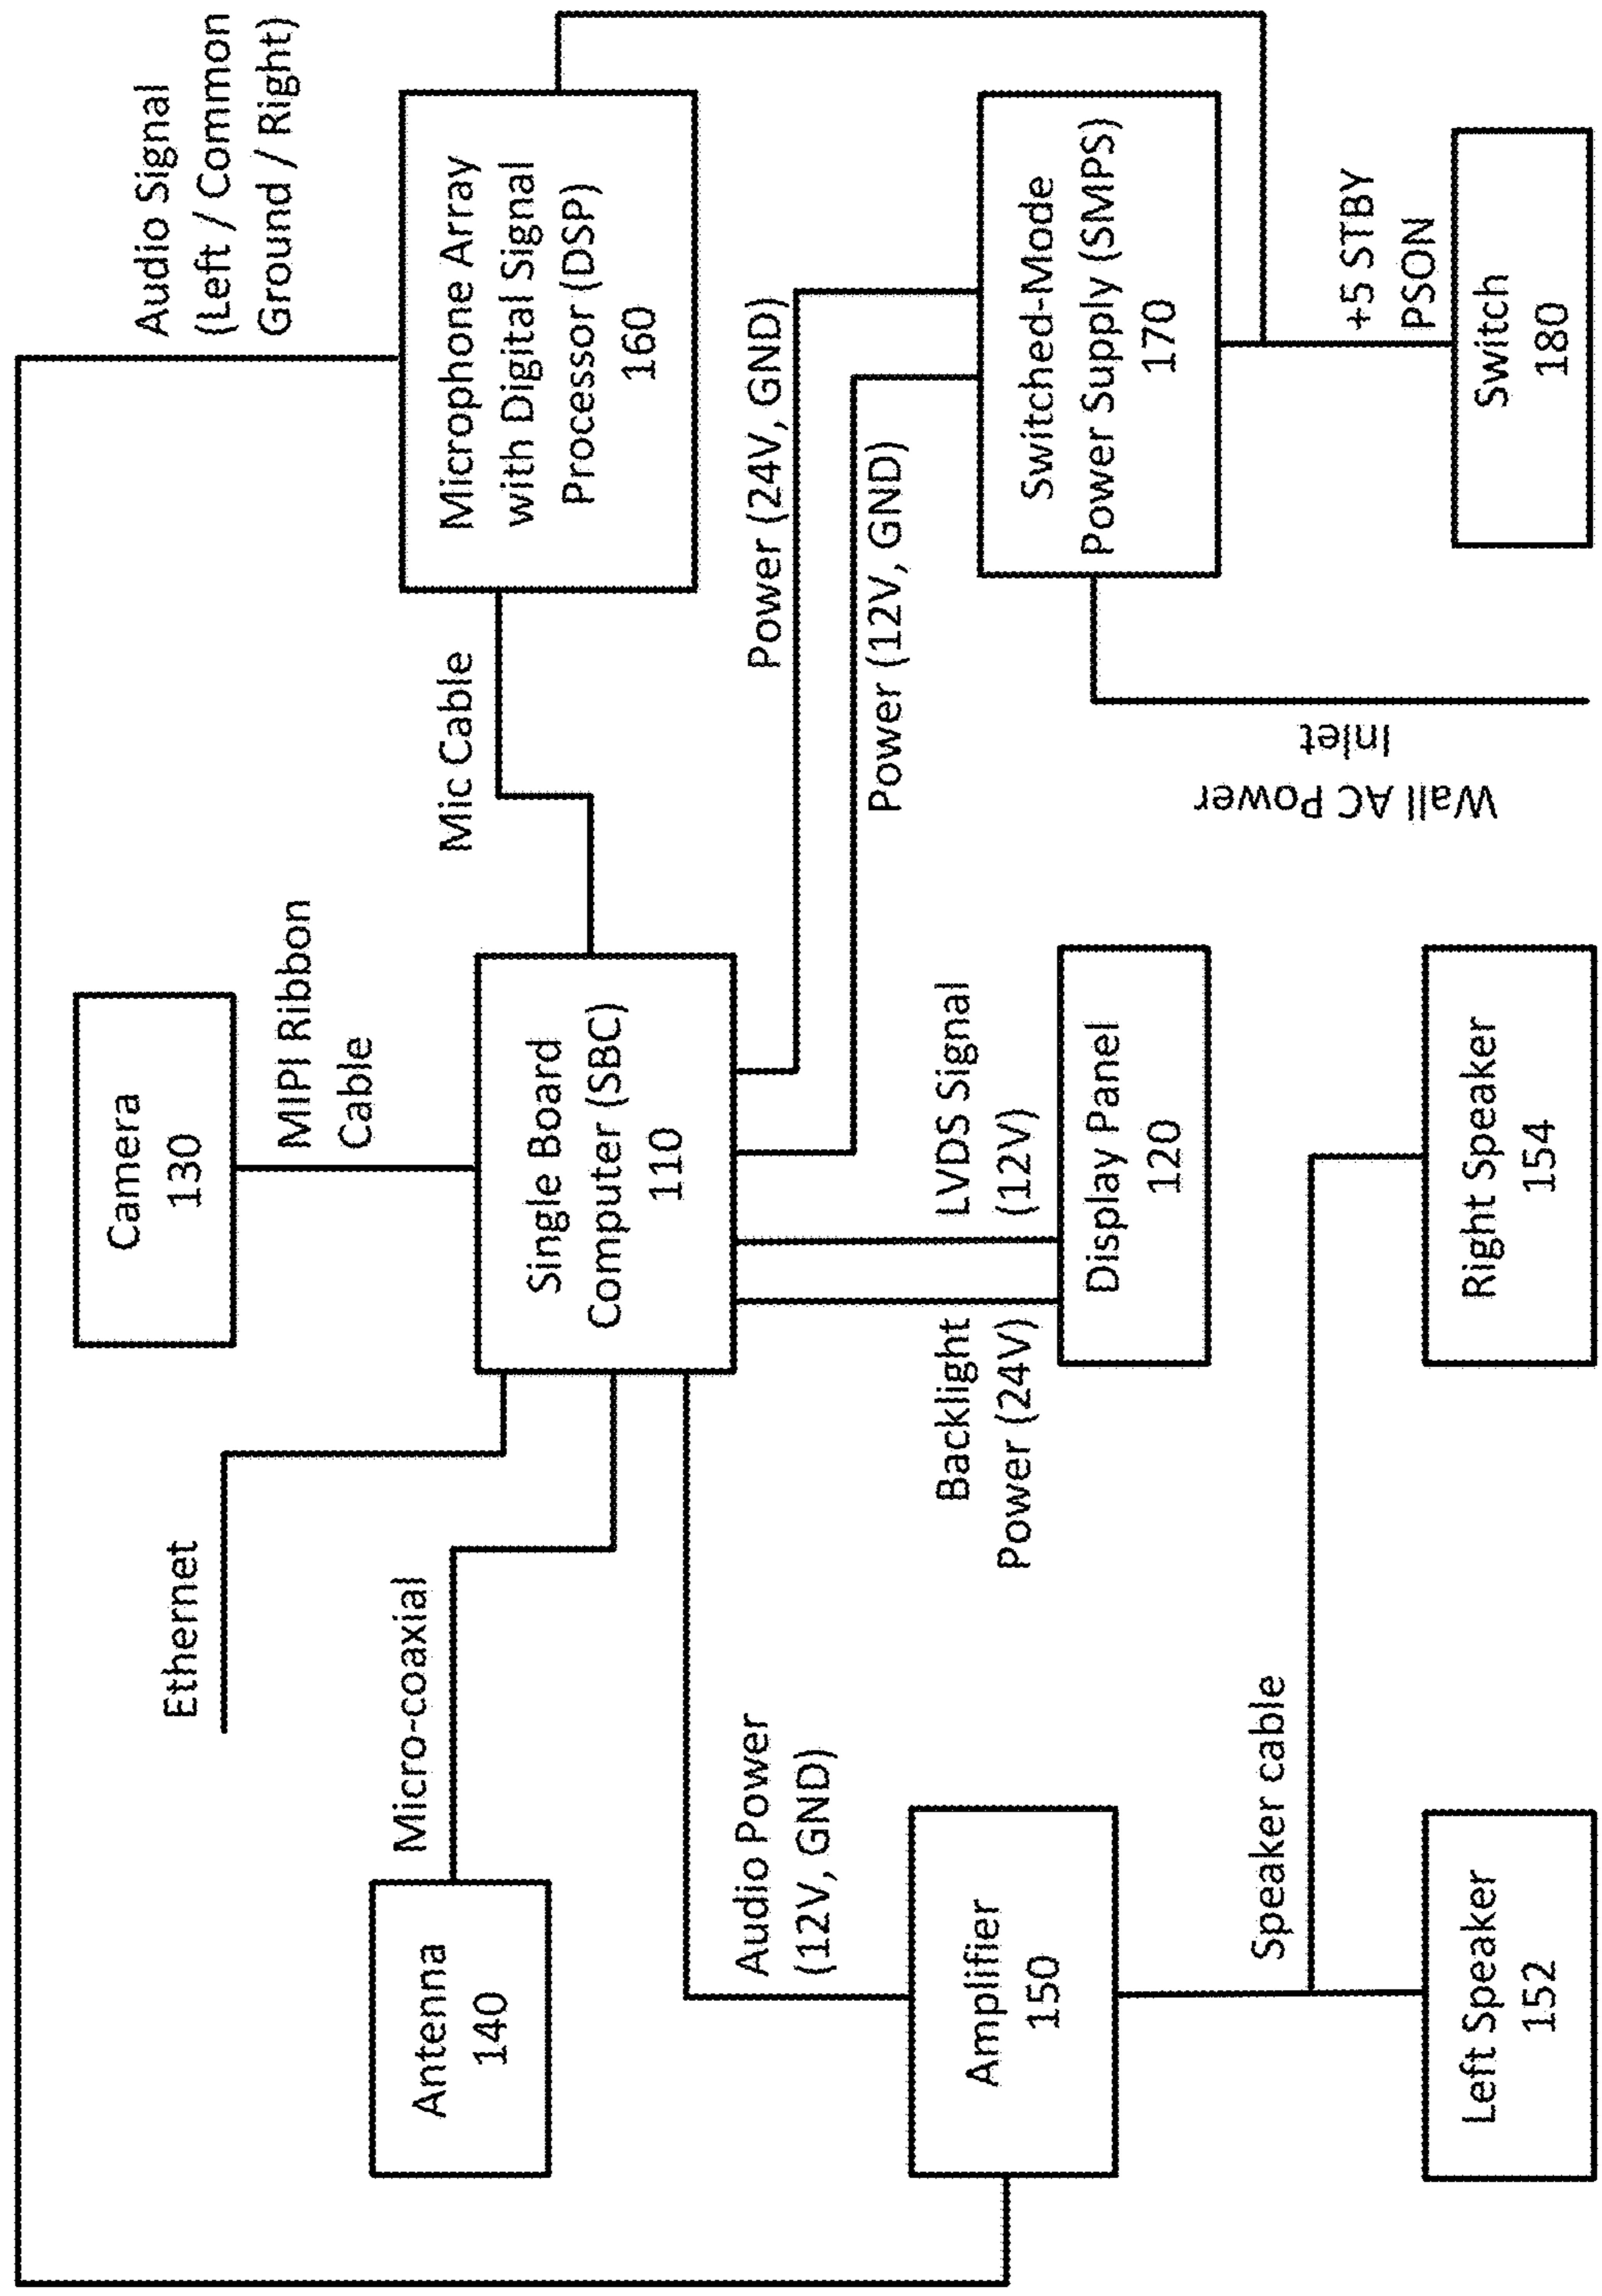 Audio Signal
(Left / Common
Ground / Right)
Camera
130
MIPI Ribbon
Cable
Ethernet
Micro-coaxial
Mic Cable
Antenna
140
Single Board
Computer (SBC)
110
Microphone Array
with Digital Signal
Processor (DSP)
160
Audio Power
(12V, GND)
Power (24V, GND)
Power (12V, GND)
Backlight
Power (24V)
LVDS Signal
(12V)
Amplifier
150
Display Panel
120
Switched-Mode
Power Supply (SMPS)
170
Wall AC Power
Inlet
+5 STBY
PSON
Speaker cable
Left Speaker
152
Right Speaker
154
Switch
180